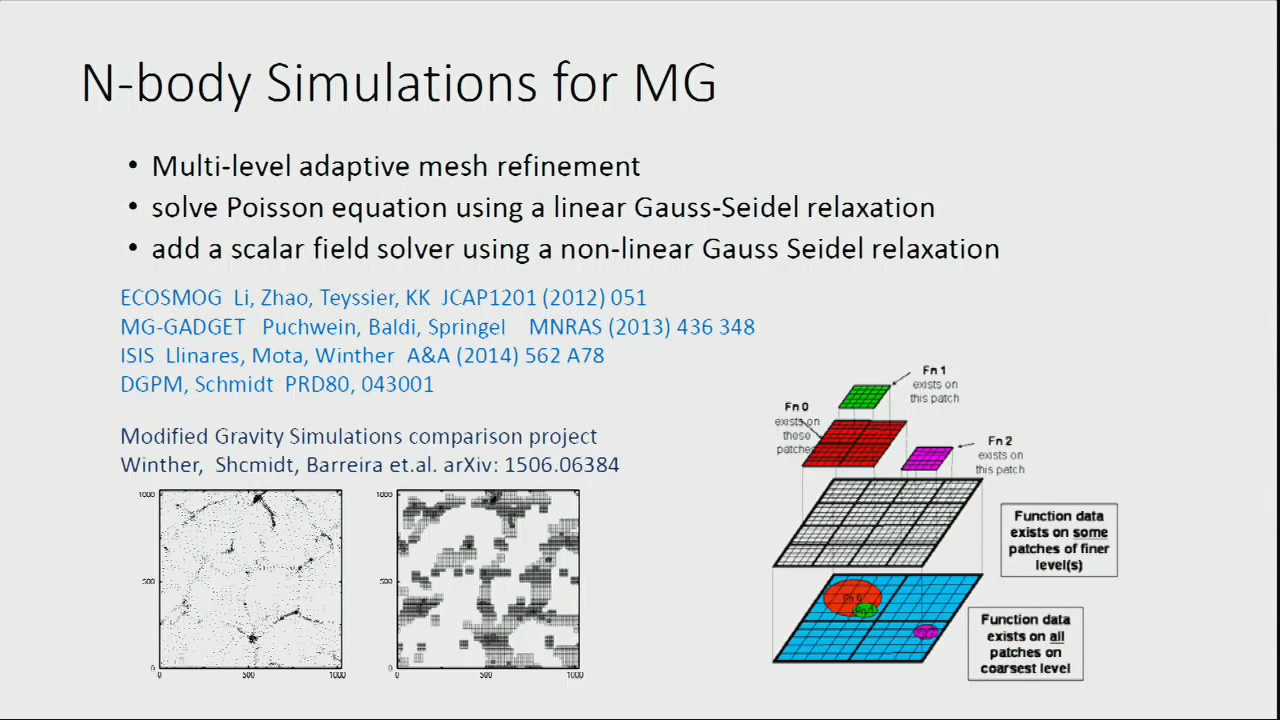 N-body Simulations for MG
• Multi-level adaptive mesh refinement
• solve Poisson equation using a linear Gauss-Seidel relaxation
• add a scalar field solver using a non-linear Gauss Seidel relaxation
ECOSMOG Li, Zhao, Teyssier, KK JCAP1201 (2012) 051
MG-GADGET Puchwein, Baldi, Springel MNRAS (2013) 436 348
ISIS Llinares, Mota, Winther A&A (2014) 562 A78
DGPM, Schmidt PRD80, 043001
Modified Gravity Simulations comparison project
Winther, Shcmidt, Barreira et.al. arXiv: 1506.06384
1000
500
0
0 500 1000
1000
500
0
0 500 1000
Fn 1
exists on
this patch
Fn 0
exists on
these
patches
Fn 2
exists on
this patch
Function data
exists on some
patches of finer
level(s)
Fn 0
Fn 1
Fn 2
Function data
exists on all
patches on
coarsest level